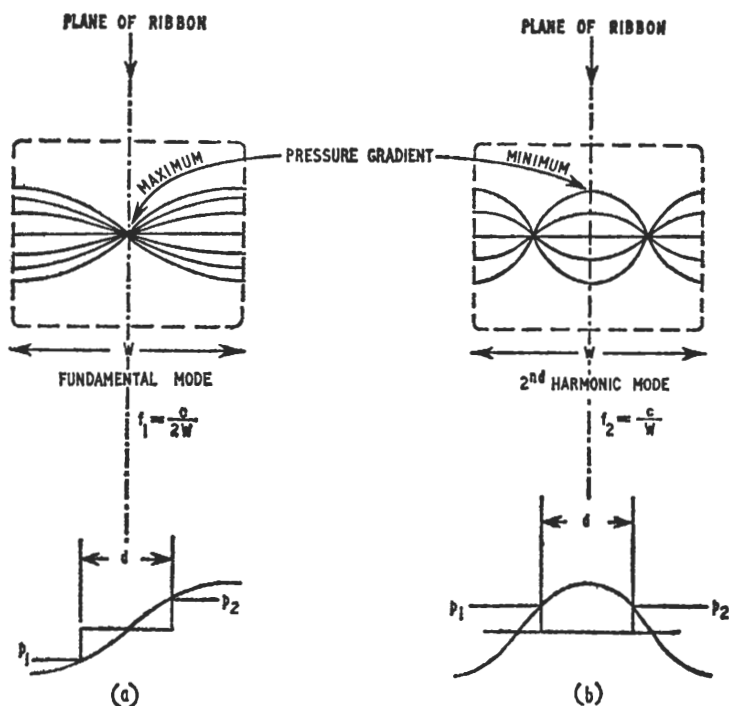 PLANE OF RIBBON
PLANE OF RIBBON
MAXIMUM
PRESSURE GRADIENT
MINIMUM
W
W
FUNDAMENTAL MODE
2nd HARMONIC MODE
f1 = c/2W
f2 = c/W
d
d
p1
p2
p1
p2
(a)
(b)